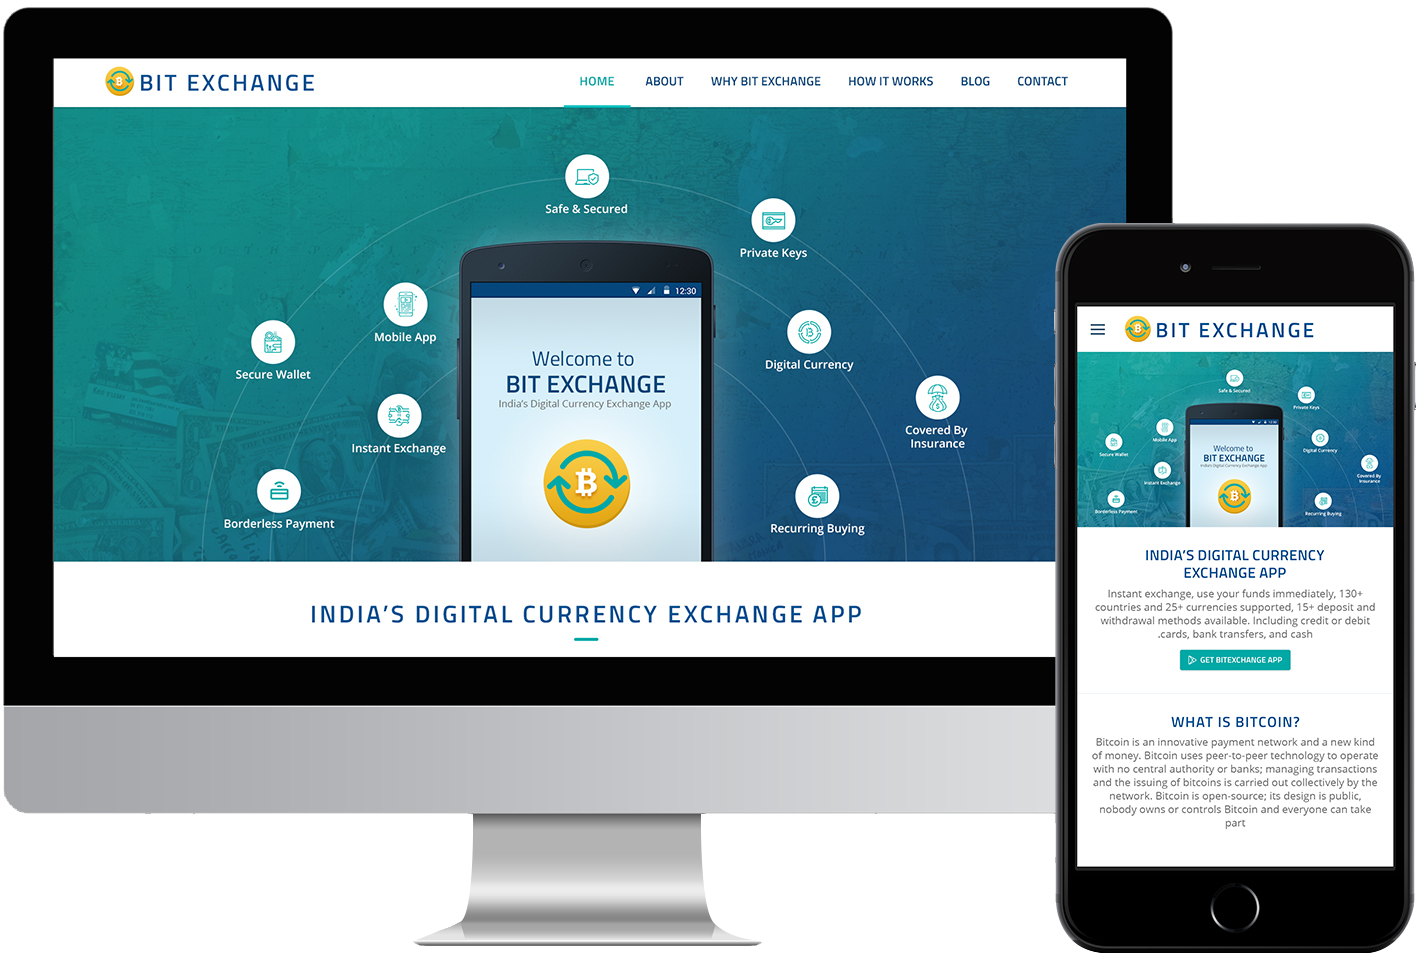 BIT EXCHANGE
HOME ABOUT WHY BIT EXCHANGE HOW IT WORKS BLOG CONTACT
Safe & Secured
Private Keys
Mobile App
Secure Wallet
Digital Currency
Instant Exchange
Covered By
Insurance
Borderless Payment
Recurring Buying
12:30
Welcome to
BIT EXCHANGE
India's Digital Currency Exchange App
INDIA'S DIGITAL CURRENCY EXCHANGE APP
BIT EXCHANGE
Safe & Secured
Private Keys
Mobile App
Secure Wallet
Digital Currency
Instant Exchange
Covered By
Insurance
Borderless Payment
Recurring Buying
12:30
Welcome to
BIT EXCHANGE
India's Digital Currency Exchange App
INDIA'S DIGITAL CURRENCY
EXCHANGE APP
Instant exchange, use your funds immediately, 130+
countries and 25+ currencies supported, 15+ deposit and
withdrawal methods available. Including credit or debit
.cards, bank transfers, and cash
GET BITEXCHANGE APP
WHAT IS BITCOIN?
Bitcoin is an innovative payment network and a new kind
of money. Bitcoin uses peer-to-peer technology to operate
with no central authority or banks; managing transactions
and the issuing of bitcoins is carried out collectively by the
network. Bitcoin is open-source; its design is public,
nobody owns or controls Bitcoin and everyone can take
part